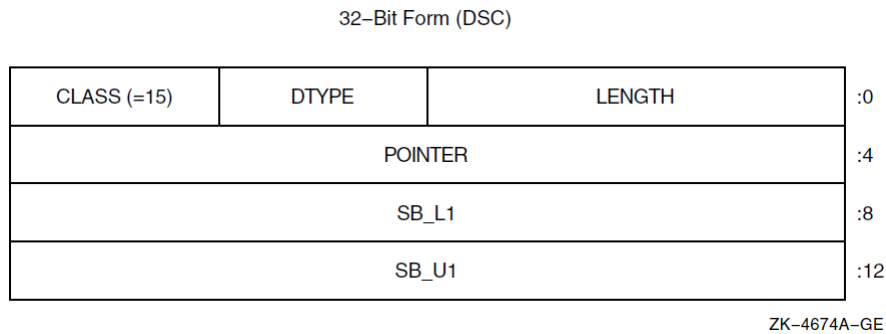 32–Bit Form (DSC)
CLASS (=15) DTYPE LENGTH :0
POINTER :4
SB_L1 :8
SB_U1 :12
ZK–4674A–GE